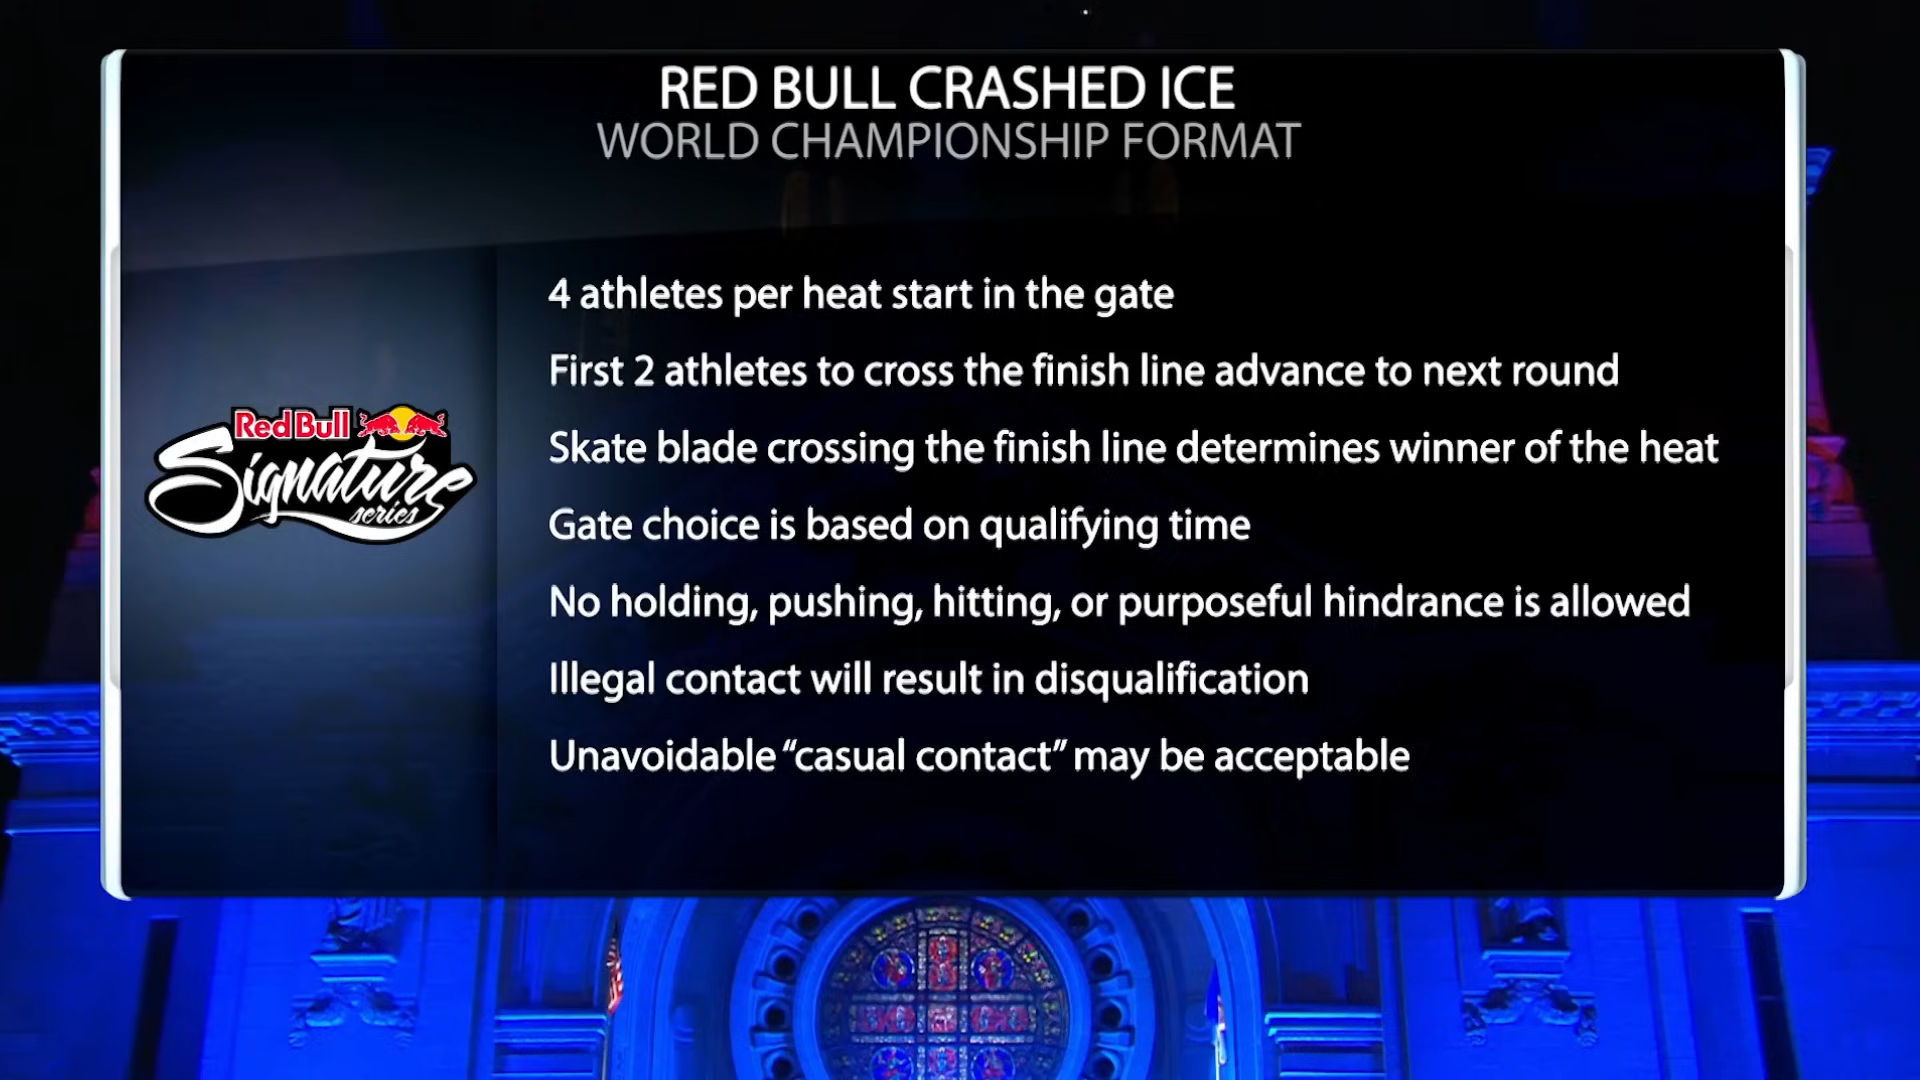 RED BULL CRASHED ICE
WORLD CHAMPIONSHIP FORMAT
4 athletes per heat start in the gate
First 2 athletes to cross the finish line advance to next round
Red Bull
Signature
series
Skate blade crossing the finish line determines winner of the heat
Gate choice is based on qualifying time
No holding, pushing, hitting, or purposeful hindrance is allowed
Illegal contact will result in disqualification
Unavoidable “casual contact” may be acceptable